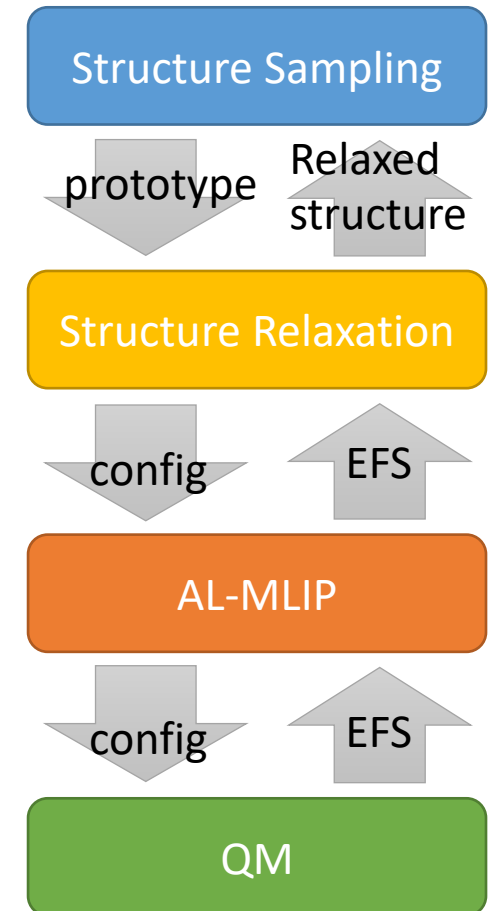 Structure Sampling
prototype
Relaxed
structure
Structure Relaxation
config
EFS
AL-MLIP
config
EFS
QM